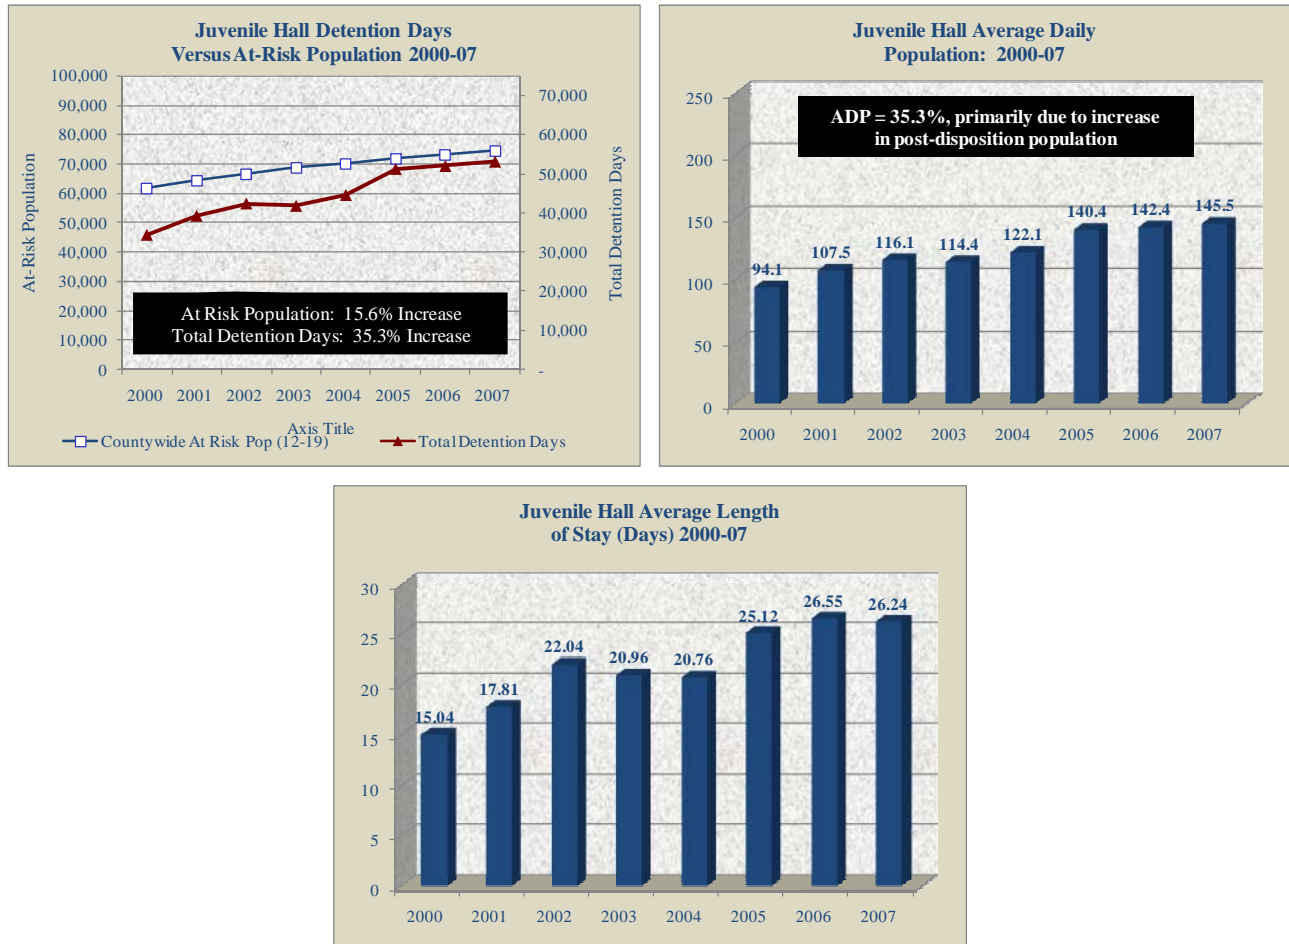 Juvenile Hall Detention Days
Versus At-Risk Population 2000-07
100,000
90,000
80,000
70,000
60,000
50,000
40,000
30,000
20,000
10,000
0
At-Risk Population
70,000
60,000
50,000
40,000
30,000
20,000
10,000
-
Total Detention Days
At Risk Population: 15.6% Increase
Total Detention Days: 35.3% Increase
2000 2001 2002 2003 2004 2005 2006 2007
Axis Title
Countywide At Risk Pop (12-19) Total Detention Days
Juvenile Hall Average Daily
Population: 2000-07
250
200
150
100
50
0
ADP = 35.3%, primarily due to increase
in post-disposition population
94.1 107.5 116.1 114.4 122.1 140.4 142.4 145.5
2000 2001 2002 2003 2004 2005 2006 2007
Juvenile Hall Average Length
of Stay (Days) 2000-07
30
25
20
15
10
5
0
15.04 17.81 22.04 20.96 20.76 25.12 26.55 26.24
2000 2001 2002 2003 2004 2005 2006 2007